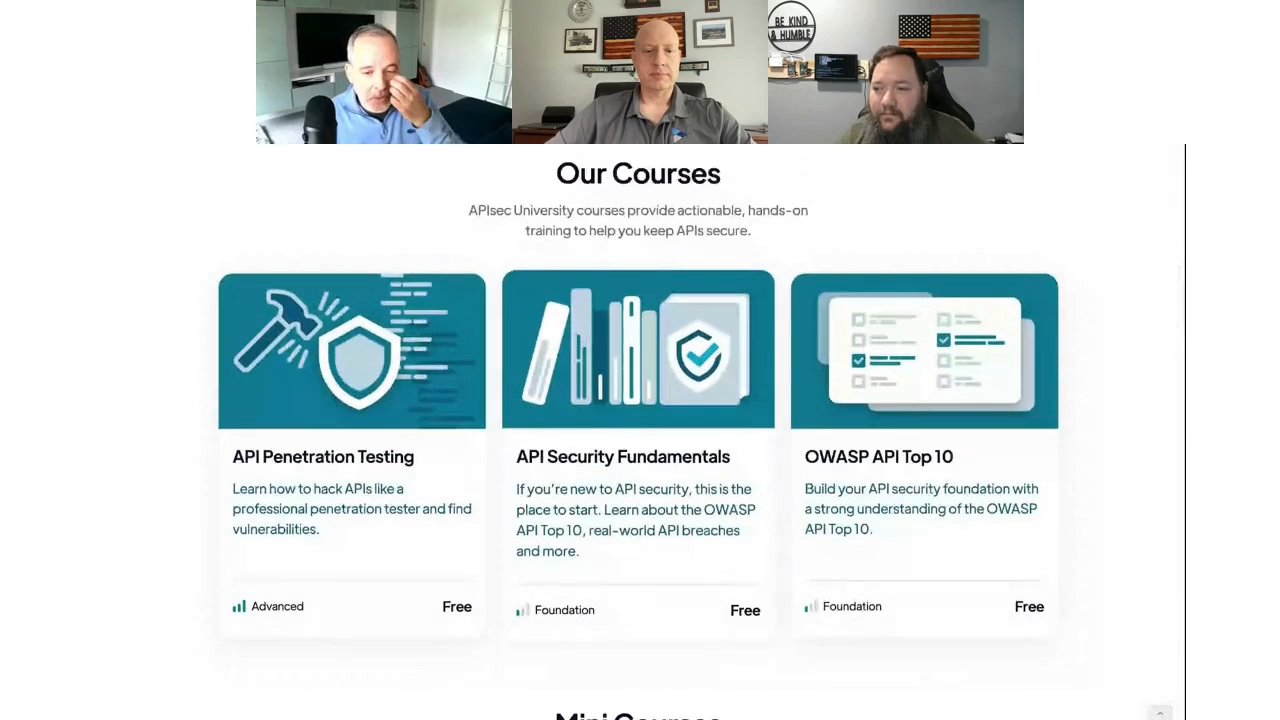 BE KIND
& HUMBLE
Our Courses
APIsec University courses provide actionable, hands-on
training to help you keep APIs secure.
API Penetration Testing
Learn how to hack APIs like a
professional penetration tester and find
vulnerabilities.
Advanced
Free
API Security Fundamentals
If you're new to API security, this is the
place to start. Learn about the OWASP
API Top 10, real-world API breaches
and more.
Foundation
Free
OWASP API Top 10
Build your API security foundation with
a strong understanding of the OWASP
API Top 10.
Foundation
Free
Mini Courses